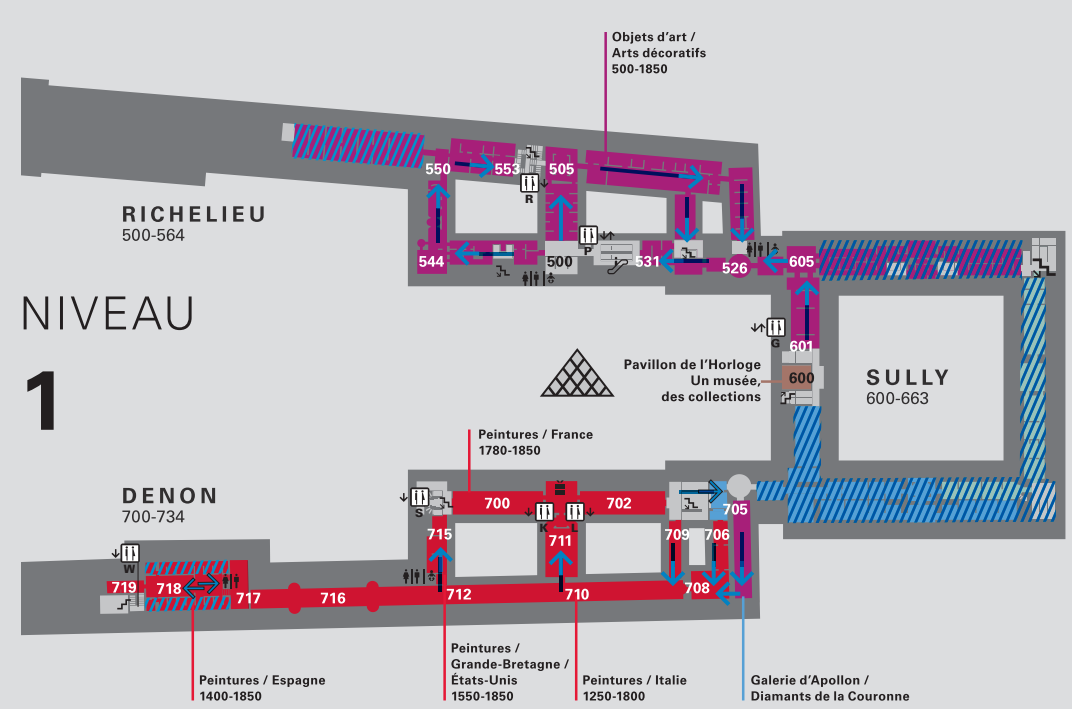 Objets d'art /
Arts décoratifs
500-1850
550
553
505
R
RICHELIEU
500-564
P
544
500
531
526
605
NIVEAU
1
G
601
Pavillon de l'Horloge
Un musée,
des collections
600
SULLY
600-663
Peintures / France
1780-1850
DENON
700-734
S
700
K
L
702
705
715
711
709
706
W
719
718
717
716
712
710
708
Peintures / Espagne
1400-1850
Peintures /
Grande-Bretagne /
États-Unis
1550-1850
Peintures / Italie
1250-1800
Galerie d'Apollon /
Diamants de la Couronne